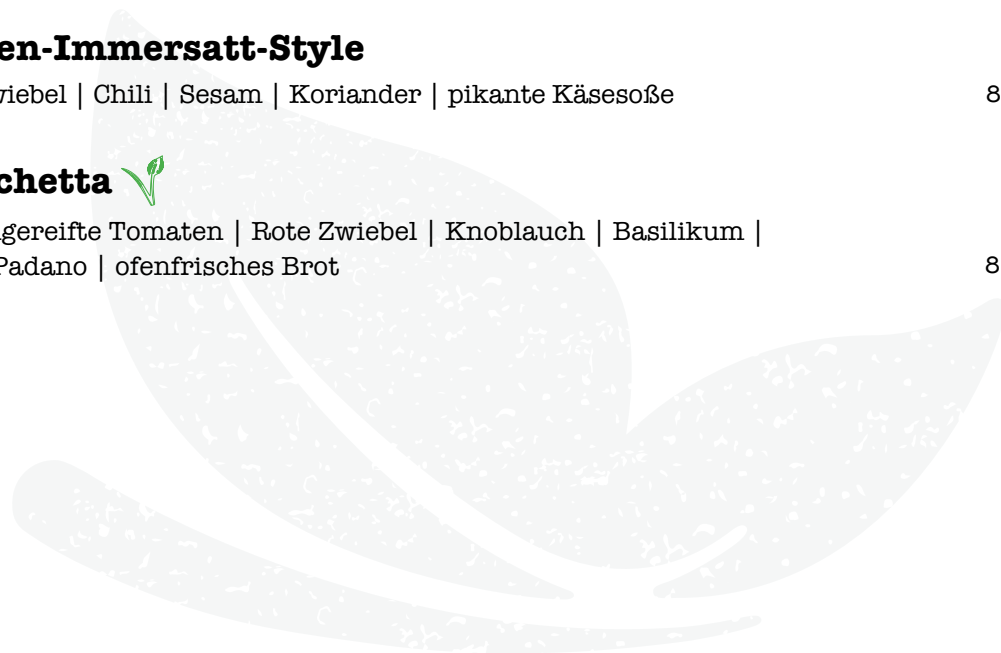 en-Immersatt-Style
wiebel | Chili | Sesam | Koriander | pikante Käsesoße 8
chetta
gereifte Tomaten | Rote Zwiebel | Knoblauch | Basilikum |
Padano | ofenfrisches Brot 8